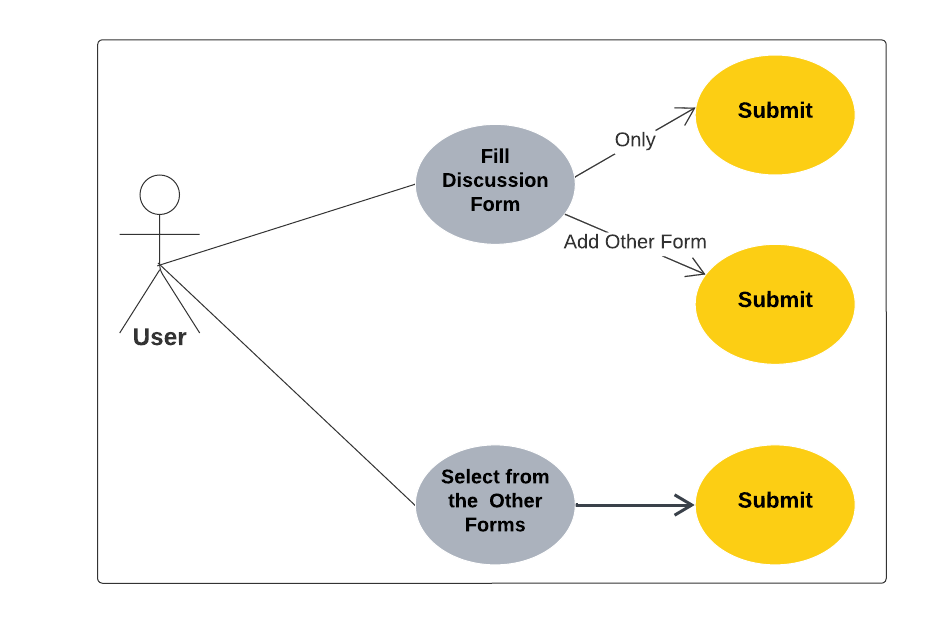 Submit
Only
Fill
Discussion
Form
Add Other Form
Submit
User
Select from
the Other
Forms
Submit